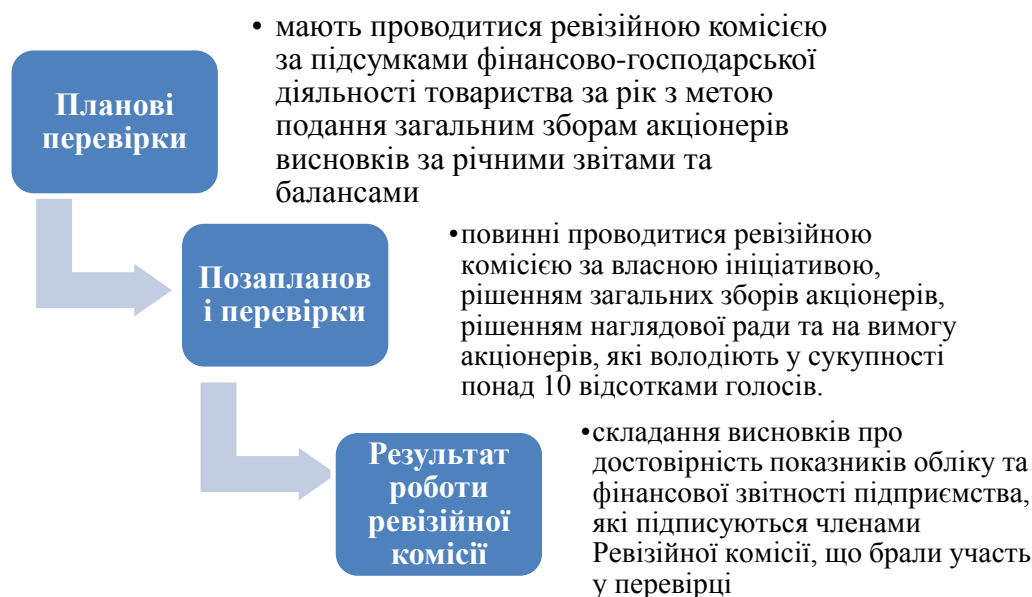 Планові
перевірки
• мають проводитися ревізійною комісією
за підсумками фінансово-господарської
діяльності товариства за рік з метою
подання загальним зборам акціонерів
висновків за річними звітами та
балансами
Позапланов
і перевірки
•повинні проводитися ревізійною
комісією за власною ініціативою,
рішенням загальних зборів акціонерів,
рішенням наглядової ради та на вимогу
акціонерів, які володіють у сукупності
понад 10 відсотками голосів.
Результат
роботи
ревізійної
комісії
•складання висновків про
достовірність показників обліку та
фінансової звітності підприємства,
які підписуються членами
Ревізійної комісії, що брали участь
у перевірці